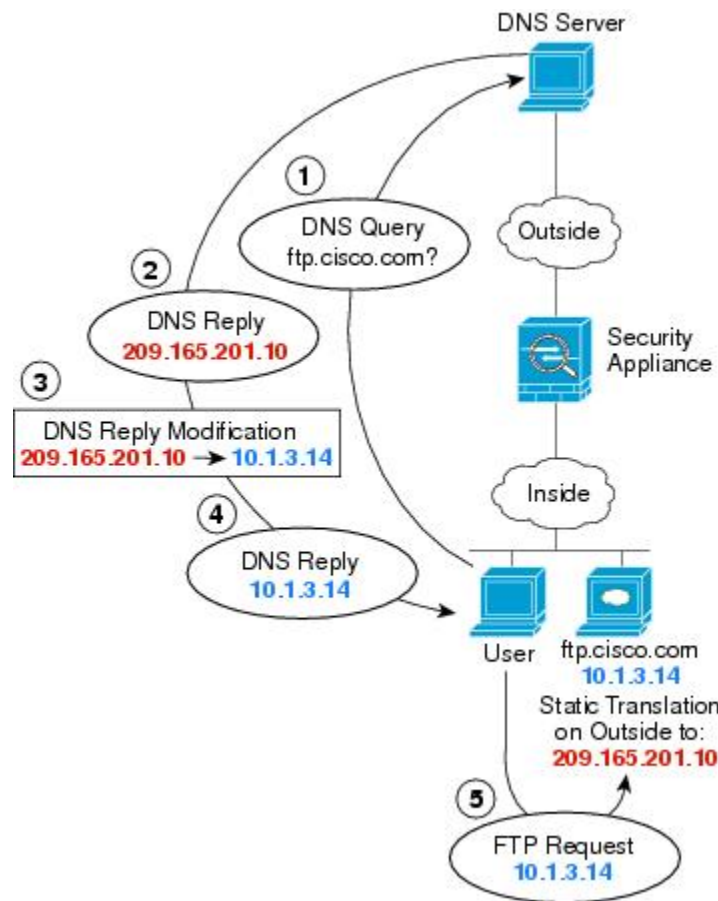 DNS Server
1
DNS Query
ftp.cisco.com?
Outside
2
DNS Reply
209.165.201.10
Security
Appliance
3
DNS Reply Modification
209.165.201.10 → 10.1.3.14
Inside
4
DNS Reply
10.1.3.14
User
ftp.cisco.com
10.1.3.14
Static Translation
on Outside to:
209.165.201.10
5
FTP Request
10.1.3.14